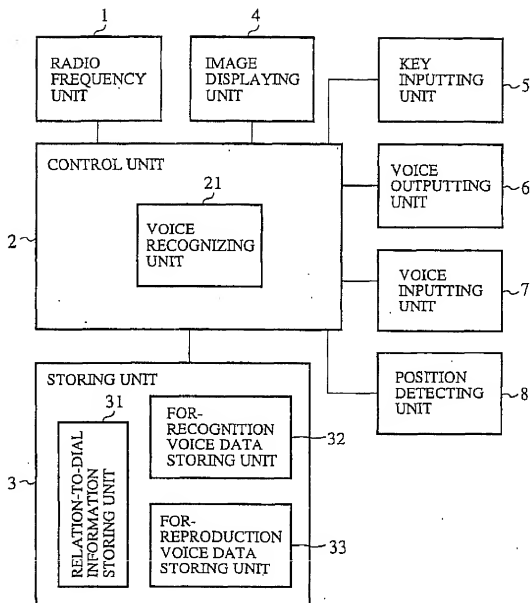 1
RADIO
FREQUENCY
UNIT
4
IMAGE
DISPLAYING
UNIT
KEY
INPUTTING
UNIT
5
CONTROL UNIT
21
VOICE
RECOGNIZING
UNIT
2
VOICE
OUTPUTTING
UNIT
6
VOICE
INPUTTING
UNIT
7
POSITION
DETECTING
UNIT
8
STORING UNIT
31
RELATION-TO-DIAL
INFORMATION
STORING UNIT
3
FOR-
RECOGNITION
VOICE DATA
STORING UNIT
32
FOR-
REPRODUCTION
VOICE DATA
STORING UNIT
33